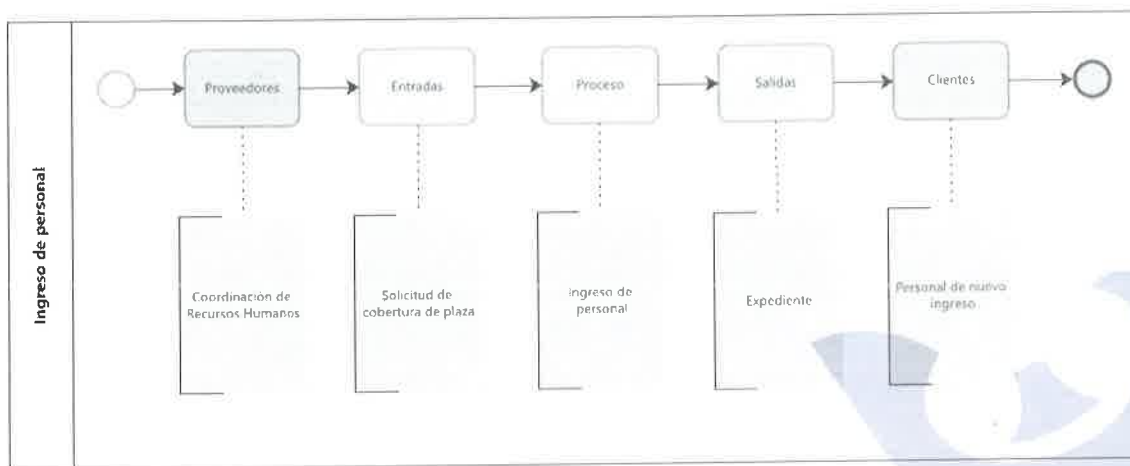 Ingreso de personal
Proveedores
Entradas
Proceso
Salidas
Clientes
Coordinación de
Recursos Humanos
Solicitud de
cobertura de plaza
Ingreso de
personal
Expediente
Personal de nuevo
ingreso